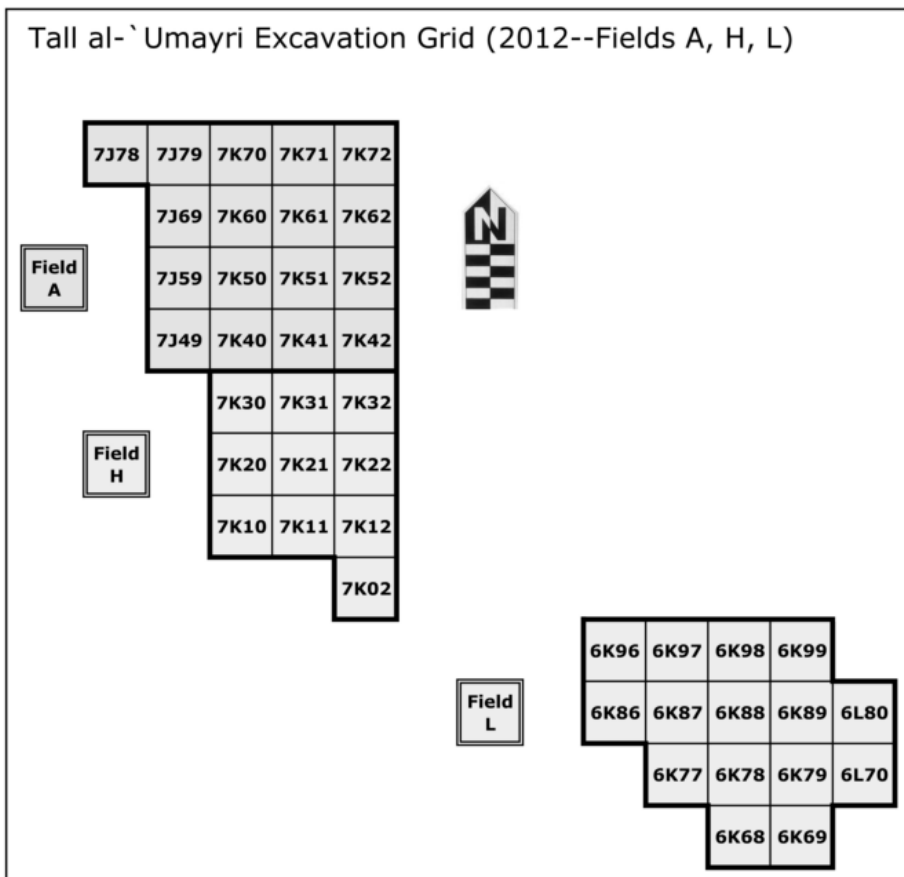 Tall al-`Umayri Excavation Grid (2012--Fields A, H, L)
7J78 7J79 7K70 7K71 7K72
7J69 7K60 7K61 7K62
Field
A
7J59 7K50 7K51 7K52
7J49 7K40 7K41 7K42
N
7K30 7K31 7K32
Field
H
7K20 7K21 7K22
7K10 7K11 7K12
7K02
6K96 6K97 6K98 6K99
Field
L
6K86 6K87 6K88 6K89 6L80
6K77 6K78 6K79 6L70
6K68 6K69